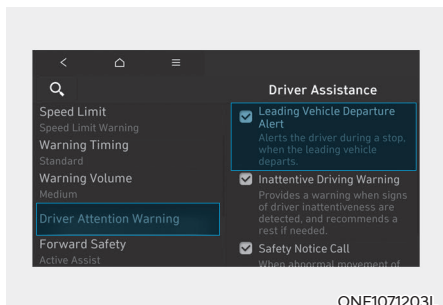 Driver Assistance
Speed Limit
Speed Limit Warning
Warning Timing
Standard
Warning Volume
Medium
Driver Attention Warning
Forward Safety
Active Assist
Leading Vehicle Departure
Alert
Alerts the driver during a stop,
when the leading vehicle
departs.
Inattentive Driving Warning
Provides a warning when signs
of driver inattentiveness are
detected, and recommends a
rest if needed.
Safety Notice Call
When abnormal movement of
ONE1071203L